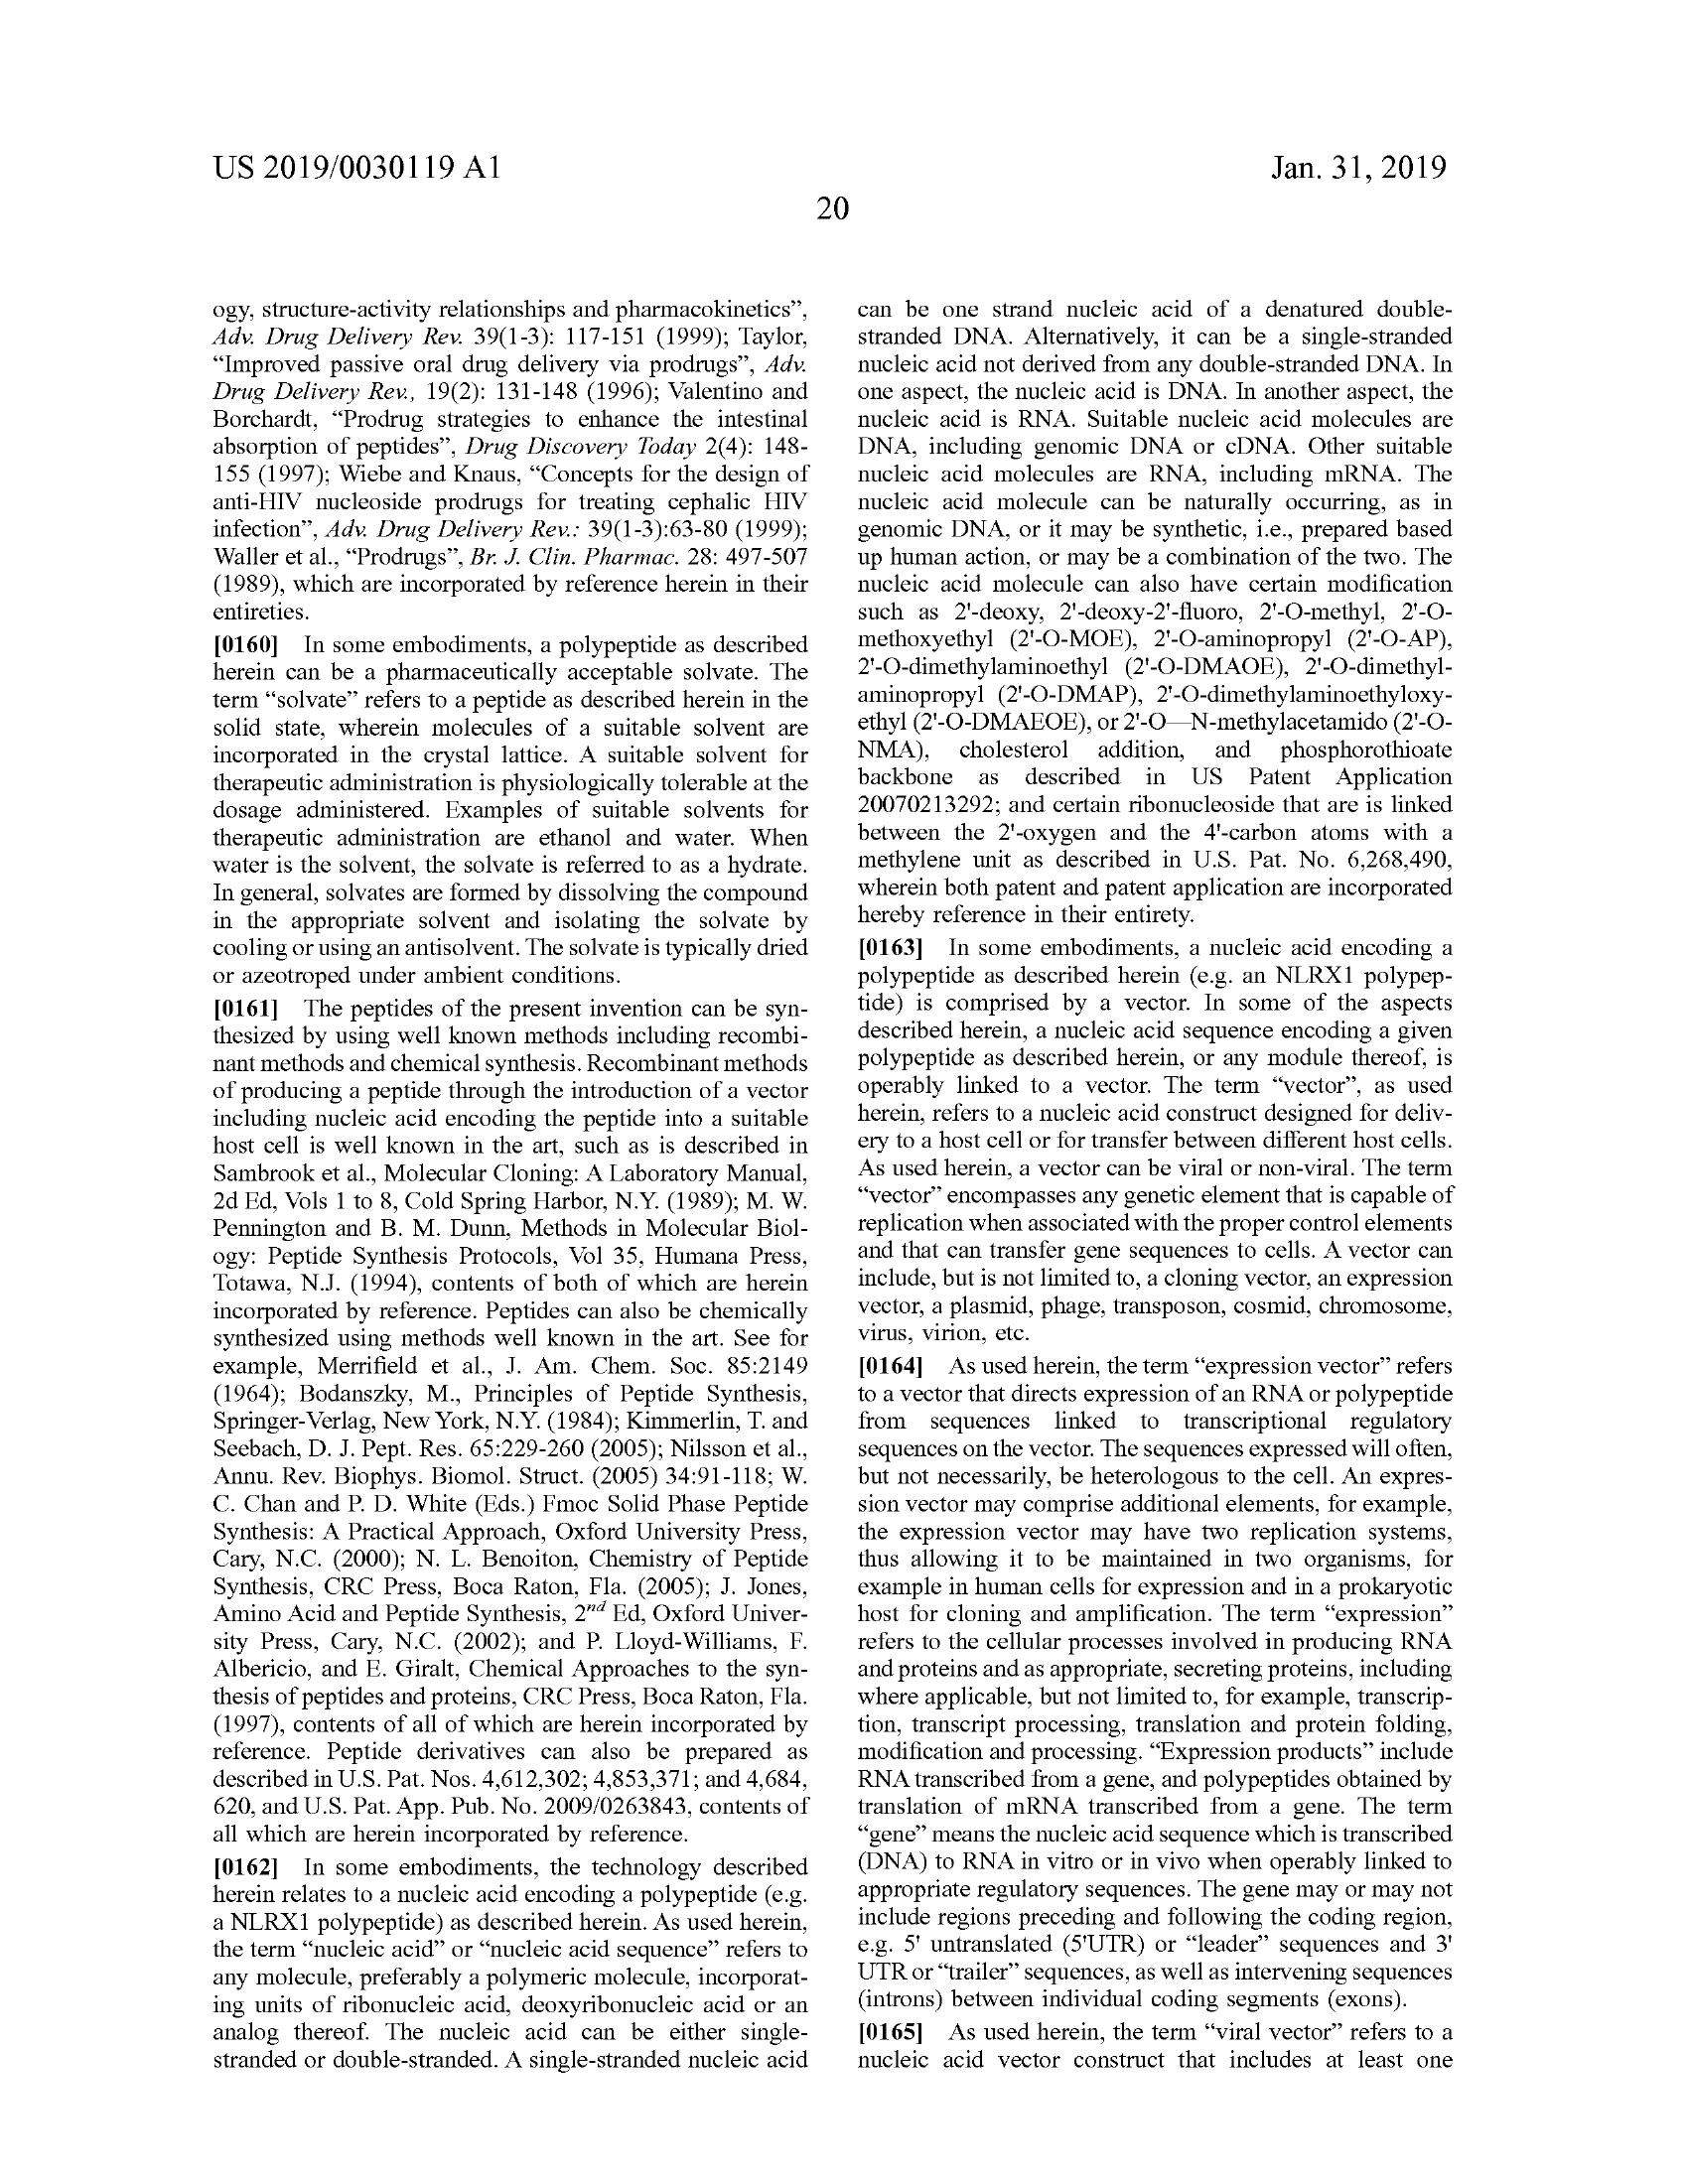 US 2019/0030119 A1
Jan. 31, 2019
20
ogy, structure-activity relationships and pharmacokinetics”,
Adv. Drug Delivery Rev. 39(1-3): 117-151 (1999); Taylor,
“Improved passive oral drug delivery via prodrugs”, Adv.
Drug Delivery Rev., 19(2): 131-148 (1996); Valentino and
Borchardt, “Prodrug strategies to enhance the intestinal
absorption of peptides”, Drug Discovery Today 2(4): 148-
155 (1997); Wiebe and Knaus, “Concepts for the design of
anti-HIV nucleoside prodrugs for treating cephalic HIV
infection”, Adv. Drug Delivery Rev.: 39(1-3):63-80 (1999);
Waller et al., “Prodrugs”, Br. J. Clin. Pharmac. 28: 497-507
(1989), which are incorporated by reference herein in their
entireties.
[0160] In some embodiments, a polypeptide as described
herein can be a pharmaceutically acceptable solvate. The
term “solvate” refers to a peptide as described herein in the
solid state, wherein molecules of a suitable solvent are
incorporated in the crystal lattice. A suitable solvent for
therapeutic administration is physiologically tolerable at the
dosage administered. Examples of suitable solvents for
therapeutic administration are ethanol and water. When
water is the solvent, the solvate is referred to as a hydrate.
In general, solvates are formed by dissolving the compound
in the appropriate solvent and isolating the solvate by
cooling or using an antisolvent. The solvate is typically dried
or azeotroped under ambient conditions.
[0161] The peptides of the present invention can be syn-
thesized by using well known methods including recombi-
nant methods and chemical synthesis. Recombinant methods
of producing a peptide through the introduction of a vector
including nucleic acid encoding the peptide into a suitable
host cell is well known in the art, such as is described in
Sambrook et al., Molecular Cloning: A Laboratory Manual,
2d Ed, Vols 1 to 8, Cold Spring Harbor, N.Y. (1989); M. W.
Pennington and B. M. Dunn, Methods in Molecular Biol-
ogy: Peptide Synthesis Protocols, Vol 35, Humana Press,
Totawa, N.J. (1994), contents of both of which are herein
incorporated by reference. Peptides can also be chemically
synthesized using methods well known in the art. See for
example, Merrifield et al., J. Am. Chem. Soc. 85:2149
(1964); Bodanszky, M., Principles of Peptide Synthesis,
Springer-Verlag, New York, N.Y. (1984); Kimmerlin, T. and
Seebach, D. J. Pept. Res. 65:229-260 (2005); Nilsson et al.,
Annu. Rev. Biophys. Biomol. Struct. (2005) 34:91-118; W.
C. Chan and P. D. White (Eds.) Fmoc Solid Phase Peptide
Synthesis: A Practical Approach, Oxford University Press,
Cary, N.C. (2000); N. L. Benoiton, Chemistry of Peptide
Synthesis, CRC Press, Boca Raton, Fla. (2005); J. Jones,
Amino Acid and Peptide Synthesis, 2nd Ed, Oxford Univer-
sity Press, Cary, N.C. (2002); and P. Lloyd-Williams, F.
Albericio, and E. Giralt, Chemical Approaches to the syn-
thesis of peptides and proteins, CRC Press, Boca Raton, Fla.
(1997), contents of all of which are herein incorporated by
reference. Peptide derivatives can also be prepared as
described in U.S. Pat. Nos. 4,612,302; 4,853,371; and 4,684,
620, and U.S. Pat. App. Pub. No. 2009/0263843, contents of
all which are herein incorporated by reference.
[0162] In some embodiments, the technology described
herein relates to a nucleic acid encoding a polypeptide (e.g.
a NLRX1 polypeptide) as described herein. As used herein,
the term “nucleic acid” or “nucleic acid sequence” refers to
any molecule, preferably a polymeric molecule, incorporat-
ing units of ribonucleic acid, deoxyribonucleic acid or an
analog thereof. The nucleic acid can be either single-
stranded or double-stranded. A single-stranded nucleic acid
can be one strand nucleic acid of a denatured double-
stranded DNA. Alternatively, it can be a single-stranded
nucleic acid not derived from any double-stranded DNA. In
one aspect, the nucleic acid is DNA. In another aspect, the
nucleic acid is RNA. Suitable nucleic acid molecules are
DNA, including genomic DNA or cDNA. Other suitable
nucleic acid molecules are RNA, including mRNA. The
nucleic acid molecule can be naturally occurring, as in
genomic DNA, or it may be synthetic, i.e., prepared based
up human action, or may be a combination of the two. The
nucleic acid molecule can also have certain modification
such as 2'-deoxy, 2'-deoxy-2'-fluoro, 2'-O-methyl, 2'-O-
methoxyethyl (2'-O-MOE), 2'-O-aminopropyl (2'-O-AP),
2'-O-dimethylaminoethyl (2'-O-DMAOE), 2'-O-dimethyl-
aminopropyl (2'-O-DMAP), 2'-O-dimethylaminoethyloxy-
ethyl (2'-O-DMAEOE), or 2'-O—N-methylacetamido (2'-O-
NMA), cholesterol addition, and phosphorothioate
backbone as described in US Patent Application
20070213292; and certain ribonucleoside that are is linked
between the 2'-oxygen and the 4'-carbon atoms with a
methylene unit as described in U.S. Pat. No. 6,268,490,
wherein both patent and patent application are incorporated
hereby reference in their entirety.
[0163] In some embodiments, a nucleic acid encoding a
polypeptide as described herein (e.g. an NLRX1 polypep-
tide) is comprised by a vector. In some of the aspects
described herein, a nucleic acid sequence encoding a given
polypeptide as described herein, or any module thereof, is
operably linked to a vector. The term “vector”, as used
herein, refers to a nucleic acid construct designed for deliv-
ery to a host cell or for transfer between different host cells.
As used herein, a vector can be viral or non-viral. The term
“vector” encompasses any genetic element that is capable of
replication when associated with the proper control elements
and that can transfer gene sequences to cells. A vector can
include, but is not limited to, a cloning vector, an expression
vector, a plasmid, phage, transposon, cosmid, chromosome,
virus, virion, etc.
[0164] As used herein, the term “expression vector” refers
to a vector that directs expression of an RNA or polypeptide
from sequences linked to transcriptional regulatory
sequences on the vector. The sequences expressed will often,
but not necessarily, be heterologous to the cell. An expres-
sion vector may comprise additional elements, for example,
the expression vector may have two replication systems,
thus allowing it to be maintained in two organisms, for
example in human cells for expression and in a prokaryotic
host for cloning and amplification. The term “expression”
refers to the cellular processes involved in producing RNA
and proteins and as appropriate, secreting proteins, including
where applicable, but not limited to, for example, transcrip-
tion, transcript processing, translation and protein folding,
modification and processing. “Expression products” include
RNA transcribed from a gene, and polypeptides obtained by
translation of mRNA transcribed from a gene. The term
“gene” means the nucleic acid sequence which is transcribed
(DNA) to RNA in vitro or in vivo when operably linked to
appropriate regulatory sequences. The gene may or may not
include regions preceding and following the coding region,
e.g. 5' untranslated (5'UTR) or “leader” sequences and 3'
UTR or “trailer” sequences, as well as intervening sequences
(introns) between individual coding segments (exons).
[0165] As used herein, the term “viral vector” refers to a
nucleic acid vector construct that includes at least one